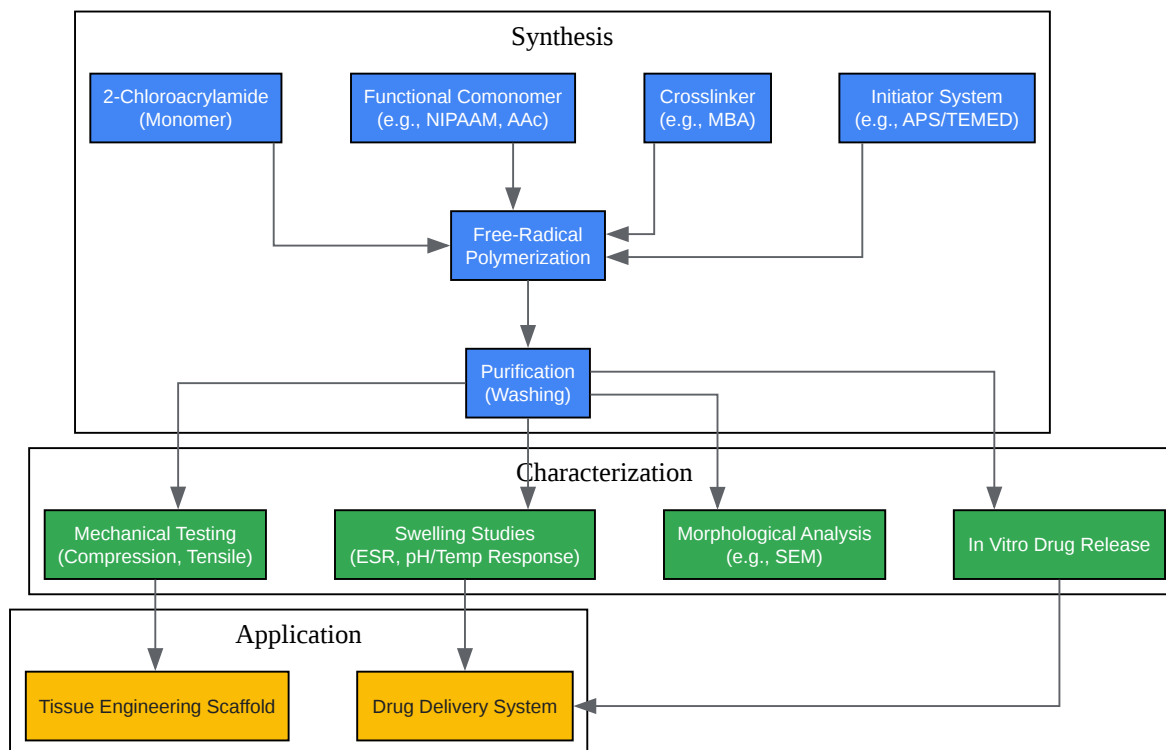 Synthesis
2-Chloroacrylamide
(Monomer)
Functional Comonomer
(e.g., NIPAAM, AAc)
Crosslinker
(e.g., MBA)
Initiator System
(e.g., APS/TEMED)
Free-Radical
Polymerization
Purification
(Washing)
Characterization
Mechanical Testing
(Compression, Tensile)
Swelling Studies
(ESR, pH/Temp Response)
Morphological Analysis
(e.g., SEM)
In Vitro Drug Release
Application
Tissue Engineering Scaffold
Drug Delivery System